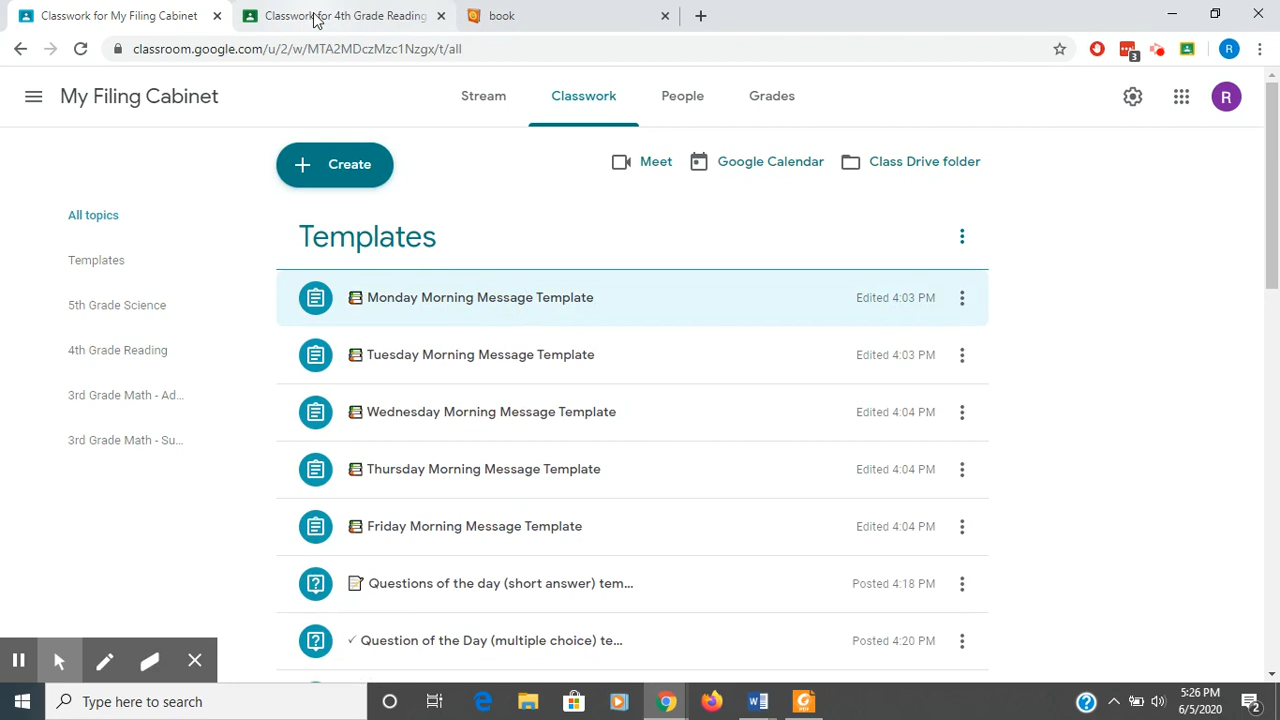 Classwork for My Filing Cabinet
Classwork for 4th Grade Reading
book
classroom.google.com/u/2/w/MTA2MDczMzc1Nzgx/t/all
3
R
My Filing Cabinet
Stream
Classwork
People
Grades
R
Create
Meet
Google Calendar
Class Drive folder
All topics
Templates
5th Grade Science
4th Grade Reading
3rd Grade Math - Ad...
3rd Grade Math - Su...
Templates
Monday Morning Message Template
Edited 4:03 PM
Tuesday Morning Message Template
Edited 4:03 PM
Wednesday Morning Message Template
Edited 4:04 PM
Thursday Morning Message Template
Edited 4:04 PM
Friday Morning Message Template
Edited 4:04 PM
Questions of the day (short answer) tem...
Posted 4:18 PM
✓ Question of the Day (multiple choice) te...
Posted 4:20 PM
Type here to search
5:26 PM
6/5/2020
2